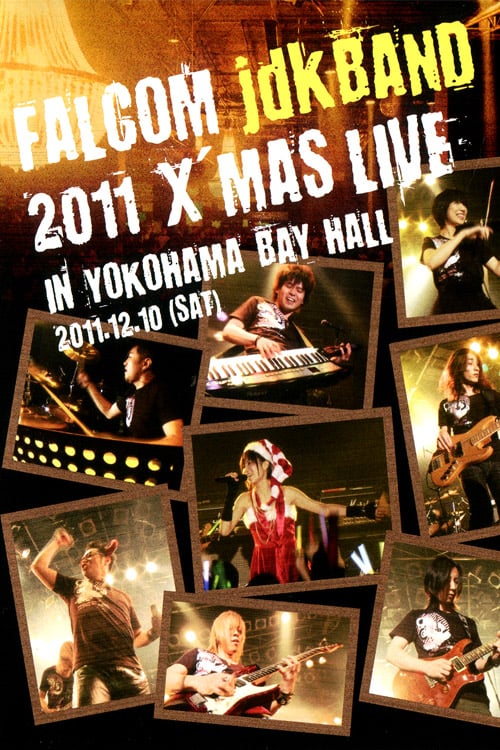 FALCOM jdkBAND
2011 X'MAS LIVE
IN YOKOHAMA BAY HALL
2011.12.10 (SAT)